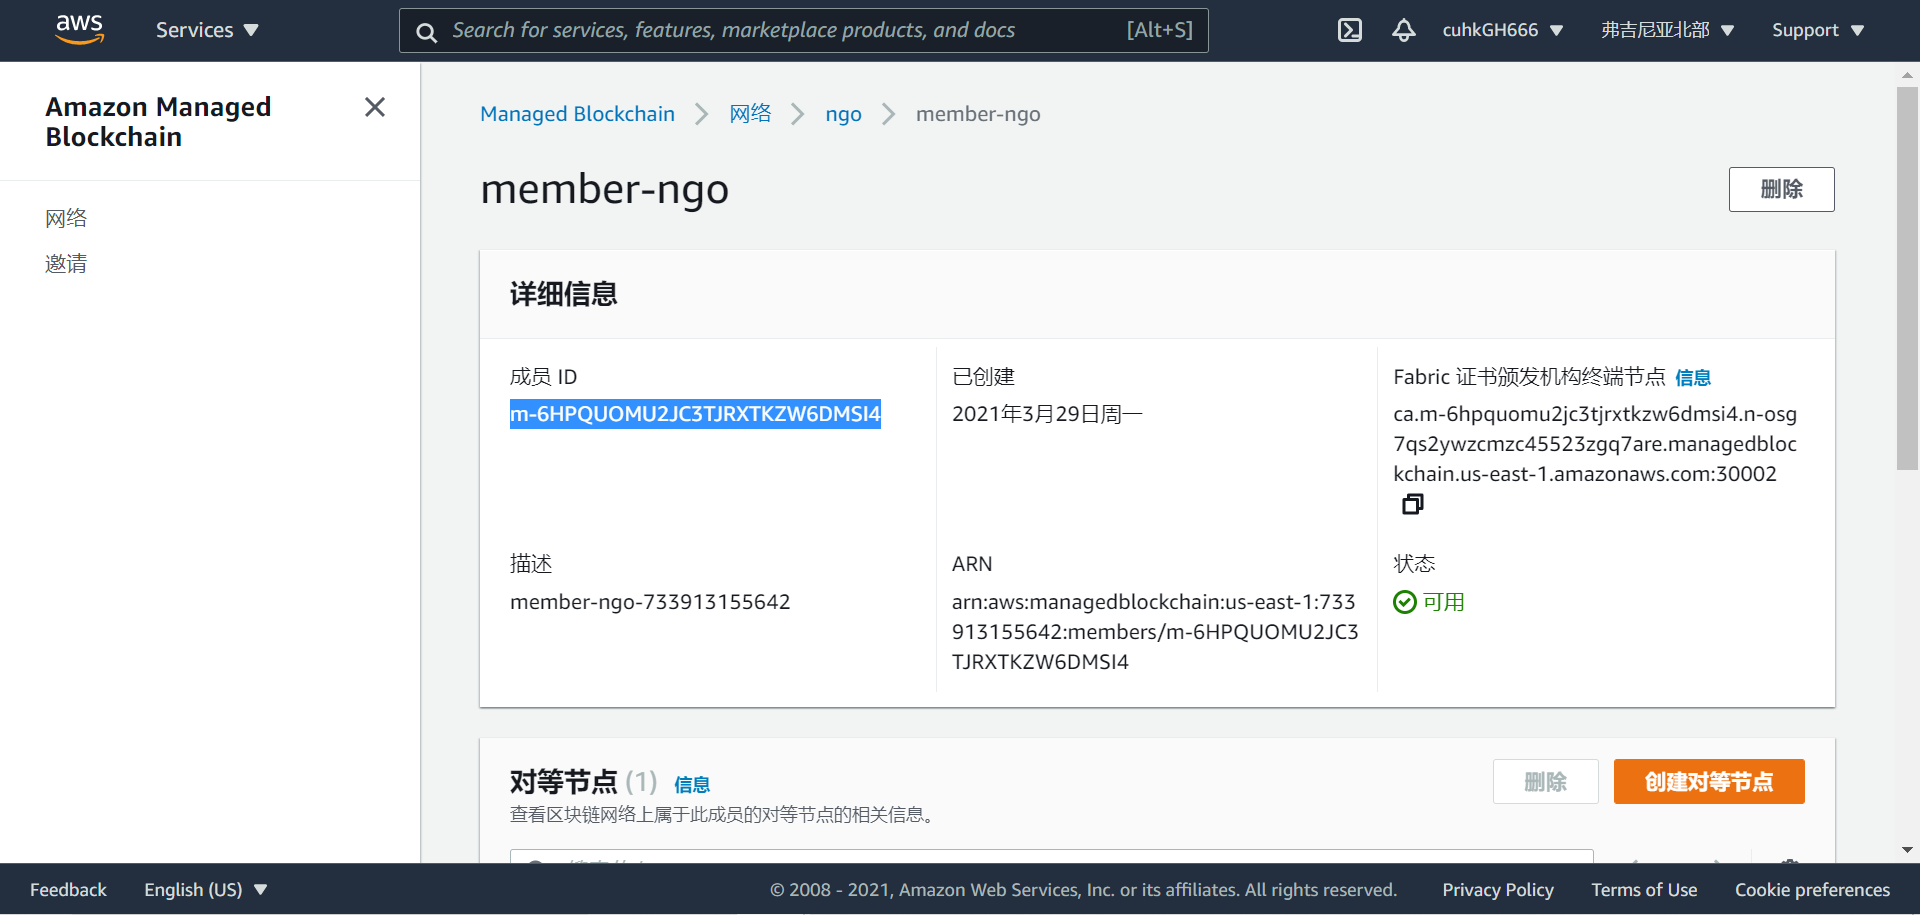 aws
Services
Search for services, features, marketplace products, and docs
[Alt+S]
cuhkGH666
弗吉尼亚北部
Support
Amazon Managed
Blockchain
网络
邀请
Managed Blockchain
网络
ngo
member-ngo
member-ngo
删除
详细信息
成员 ID
m-6HPQUOMU2JC3TJRXTKZW6DMSI4
已创建
2021年3月29日周一
Fabric 证书颁发机构终端节点 信息
ca.m-6hpquomu2jc3tjrxtkzw6dmsi4.n-osg
7qs2ywzcmzc45523zgq7are.managedbloc
kchain.us-east-1.amazonaws.com:30002
描述
member-ngo-733913155642
ARN
arn:aws:managedblockchain:us-east-1:733
913155642:members/m-6HPQUOMU2JC3
TJRXTKZW6DMSI4
状态
可用
对等节点 (1) 信息
查看区块链网络上属于此成员的对等节点的相关信息。
删除
创建对等节点
Feedback
English (US)
© 2008 - 2021, Amazon Web Services, Inc. or its affiliates. All rights reserved.
Privacy Policy
Terms of Use
Cookie preferences